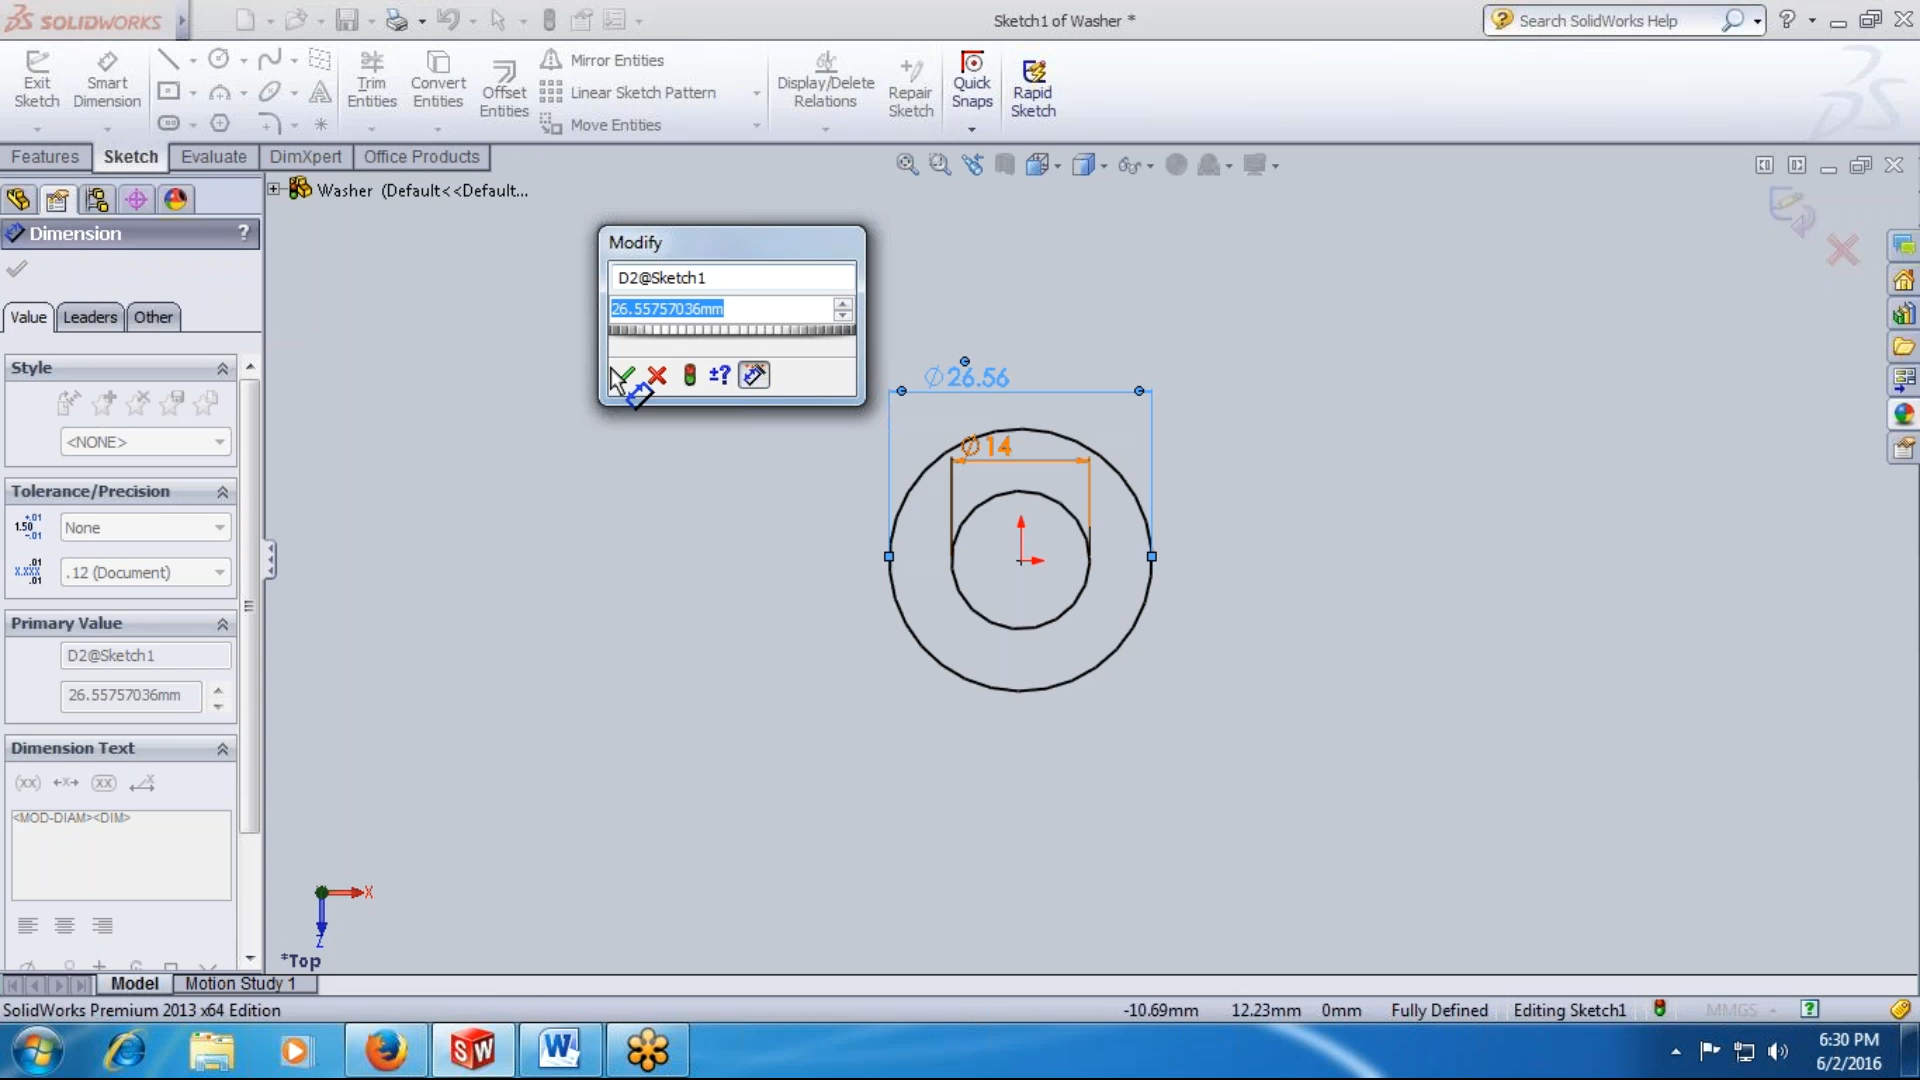 SOLIDWORKS
Sketch1 of Washer *
Search SolidWorks Help
Exit Sketch
Smart Dimension
Trim Entities
Convert Entities
Offset Entities
Mirror Entities
Linear Sketch Pattern
Move Entities
Display/Delete Relations
Repair Sketch
Quick Snaps
Rapid Sketch
Features
Sketch
Evaluate
DimXpert
Office Products
Washer (Default<<Default...
Dimension
?
Value
Leaders
Other
Style
<NONE>
Tolerance/Precision
None
.12 (Document)
Primary Value
D2@Sketch1
26.55757036mm
Dimension Text
<MOD-DIAM><DIM>
Modify
D2@Sketch1
26.55757036mm
±?
∅26.56
∅14
X
Z
*Top
Model
Motion Study 1
SolidWorks Premium 2013 x64 Edition
-10.69mm
12.23mm
0mm
Fully Defined
Editing Sketch1
MMGS
6:30 PM
6/2/2016